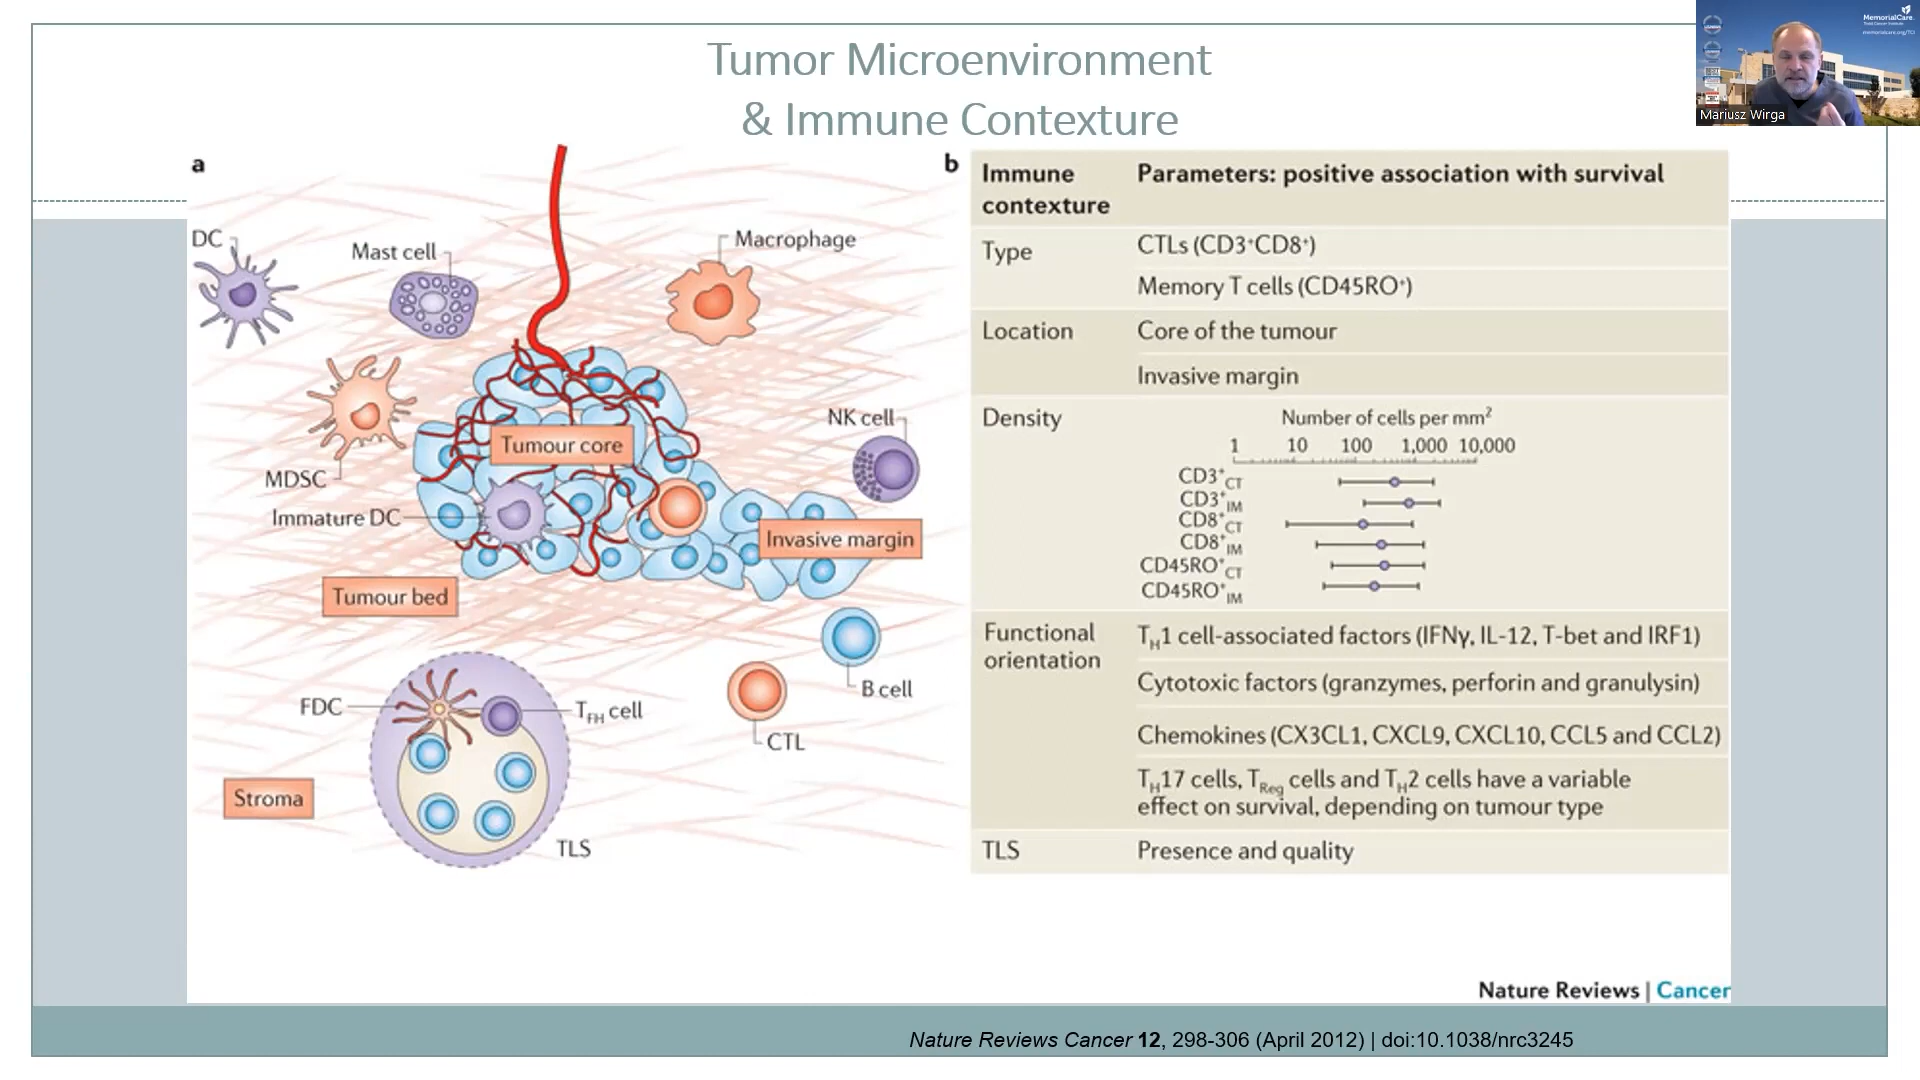 Tumor Microenvironment
& Immune Contexture
MemorialCare.
Mariusz Wirga
a
DC
Mast cell
Macrophage
MDSC
Tumour core
NK cell
Immature DC
Invasive margin
Tumour bed
B cell
FDC
TFH cell
CTL
Stroma
TLS
b
Immune contexture
Parameters: positive association with survival
Type
CTLs (CD3⁺CD8⁺)
Memory T cells (CD45RO⁺)
Location
Core of the tumour
Invasive margin
Density
Number of cells per mm²
1 10 100 1,000 10,000
CD3⁺CT
CD3⁺IM
CD8⁺CT
CD8⁺IM
CD45RO⁺CT
CD45RO⁺IM
Functional orientation
TH1 cell-associated factors (IFNγ, IL-12, T-bet and IRF1)
Cytotoxic factors (granzymes, perforin and granulysin)
Chemokines (CX3CL1, CXCL9, CXCL10, CCL5 and CCL2)
TH17 cells, TReg cells and TH2 cells have a variable
effect on survival, depending on tumour type
TLS
Presence and quality
Nature Reviews | Cancer
Nature Reviews Cancer 12, 298-306 (April 2012) | doi:10.1038/nrc3245